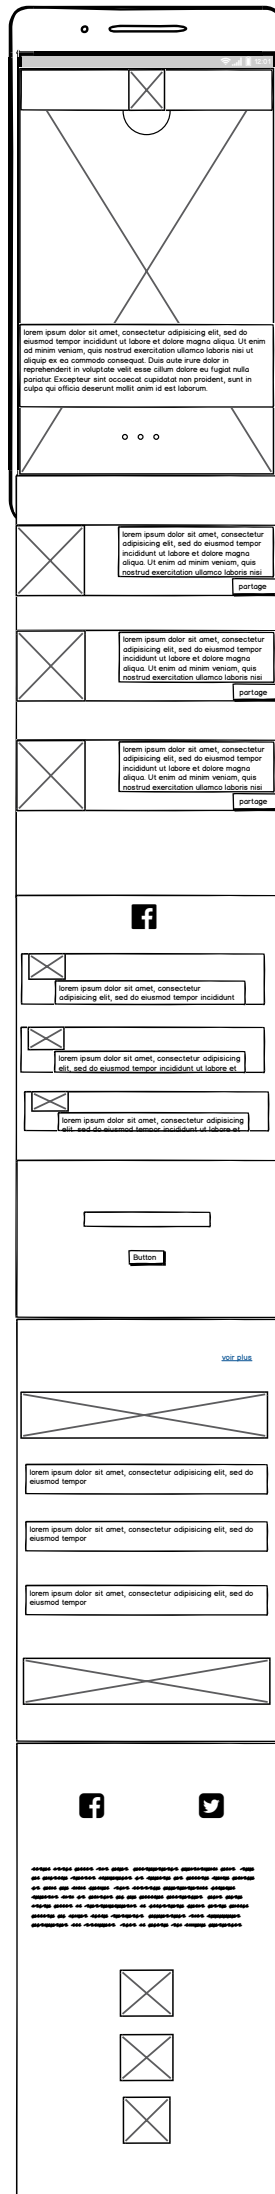 12:01
lorem ipsum dolor sit amet, consectetur adipisicing elit, sed do
eiusmod tempor incididunt ut labore et dolore magna aliqua. Ut enim
ad minim veniam, quis nostrud exercitation ullamco laboris nisi ut
aliquip ex ea commodo consequat. Duis aute irure dolor in
reprehenderit in voluptate velit esse cillum dolore eu fugiat nulla
pariatur. Excepteur sint occaecat cupidatat non proident, sunt in
culpa qui officia deserunt mollit anim id est laborum.
lorem ipsum dolor sit amet, consectetur
adipisicing elit, sed do eiusmod tempor
incididunt ut labore et dolore magna
aliqua. Ut enim ad minim veniam, quis
nostrud exercitation ullamco laboris nisi
partage
lorem ipsum dolor sit amet, consectetur
adipisicing elit, sed do eiusmod tempor
incididunt ut labore et dolore magna
aliqua. Ut enim ad minim veniam, quis
nostrud exercitation ullamco laboris nisi
partage
lorem ipsum dolor sit amet, consectetur
adipisicing elit, sed do eiusmod tempor
incididunt ut labore et dolore magna
aliqua. Ut enim ad minim veniam, quis
nostrud exercitation ullamco laboris nisi
partage
lorem ipsum dolor sit amet, consectetur
adipisicing elit, sed do eiusmod tempor incididunt
lorem ipsum dolor sit amet, consectetur adipisicing
elit, sed do eiusmod tempor incididunt ut labore et
lorem ipsum dolor sit amet, consectetur adipisicing
elit, sed do eiusmod tempor incididunt ut labore et
Button
voir plus
lorem ipsum dolor sit amet, consectetur adipisicing elit, sed do
eiusmod tempor
lorem ipsum dolor sit amet, consectetur adipisicing elit, sed do
eiusmod tempor
lorem ipsum dolor sit amet, consectetur adipisicing elit, sed do
eiusmod tempor